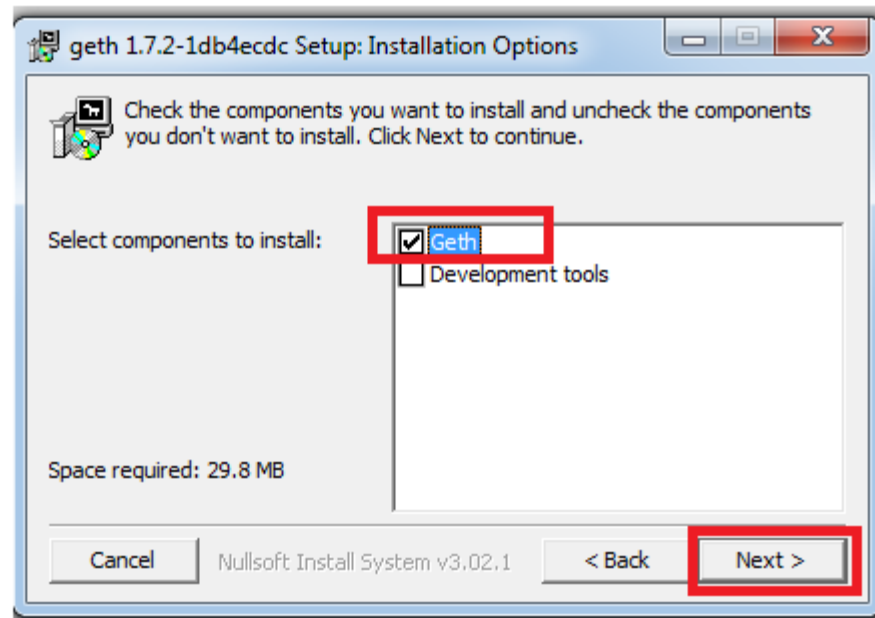 geth 1.7.2-1db4ecdc Setup: Installation Options
Check the components you want to install and uncheck the components
you don't want to install. Click Next to continue.
Select components to install:
Geth
Development tools
Space required: 29.8 MB
Cancel
Nullsoft Install System v3.02.1
< Back
Next >